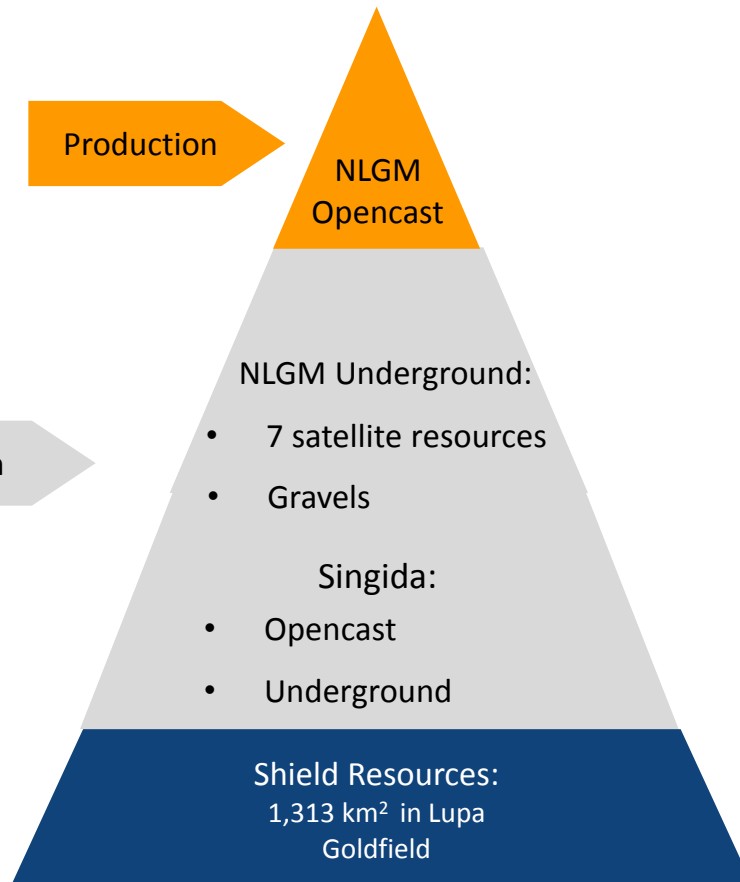 Production
NLGM
Opencast
NLGM Underground:
• 7 satellite resources
• Gravels
Singida:
• Opencast
• Underground
Shield Resources:
1,313 km² in Lupa
Goldfield